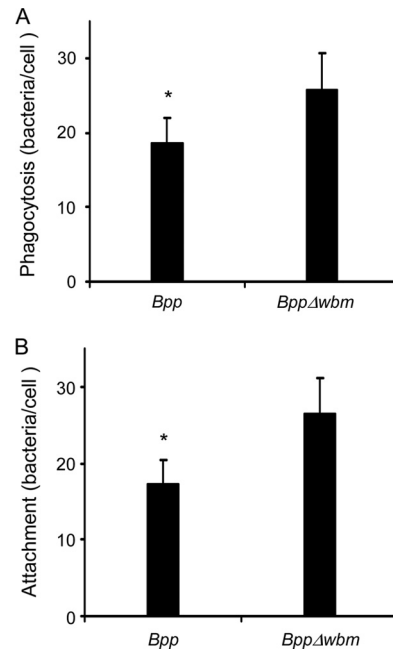 A
Phagocytosis (bacteria/cell )
30
20
10
0
*
Bpp
BppΔwbm
B
Attachment (bacteria/cell )
30
20
10
0
*
Bpp
BppΔwbm